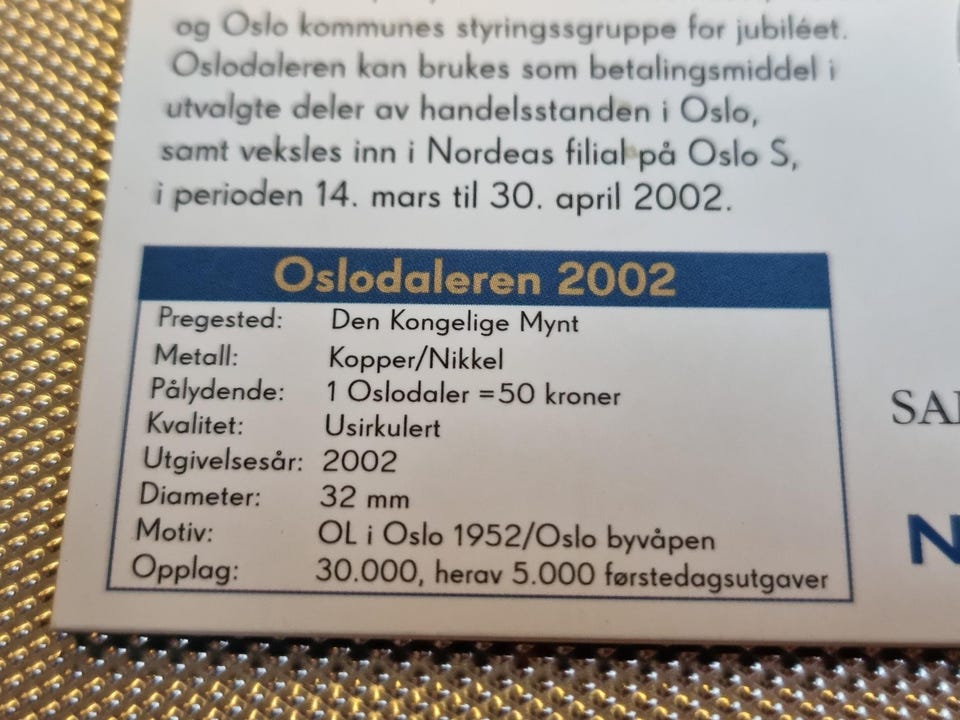 og Oslo kommunes styringssgruppe for jubiléet.
Oslodaleren kan brukes som betalingsmiddel i
utvalgte deler av handelsstanden i Oslo,
samt veksles inn i Nordeas filial på Oslo S,
i perioden 14. mars til 30. april 2002.
Oslodaleren 2002
Pregested: Den Kongelige Mynt
Metall: Kopper/Nikkel
Pålydende: 1 Oslodaler =50 kroner
Kvalitet: Usirkulert
Utgivelsesår: 2002
Diameter: 32 mm
Motiv: OL i Oslo 1952/Oslo byvåpen
Opplag: 30.000, herav 5.000 førstedagsutgaver